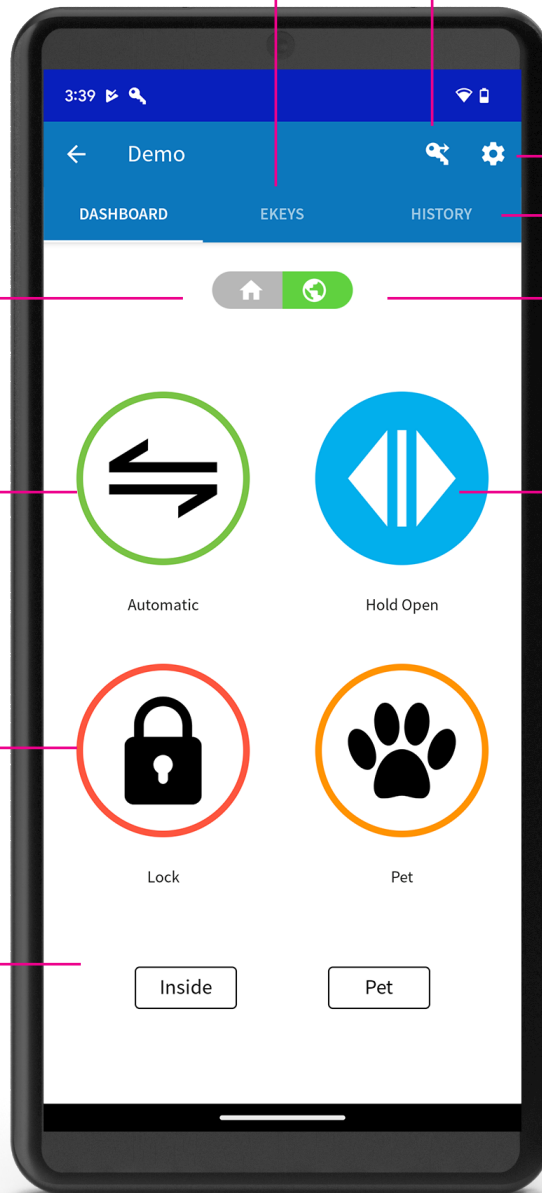 3:39
Demo
DASHBOARD EKEYS HISTORY
Automatic Hold Open
Lock Pet
Inside Pet